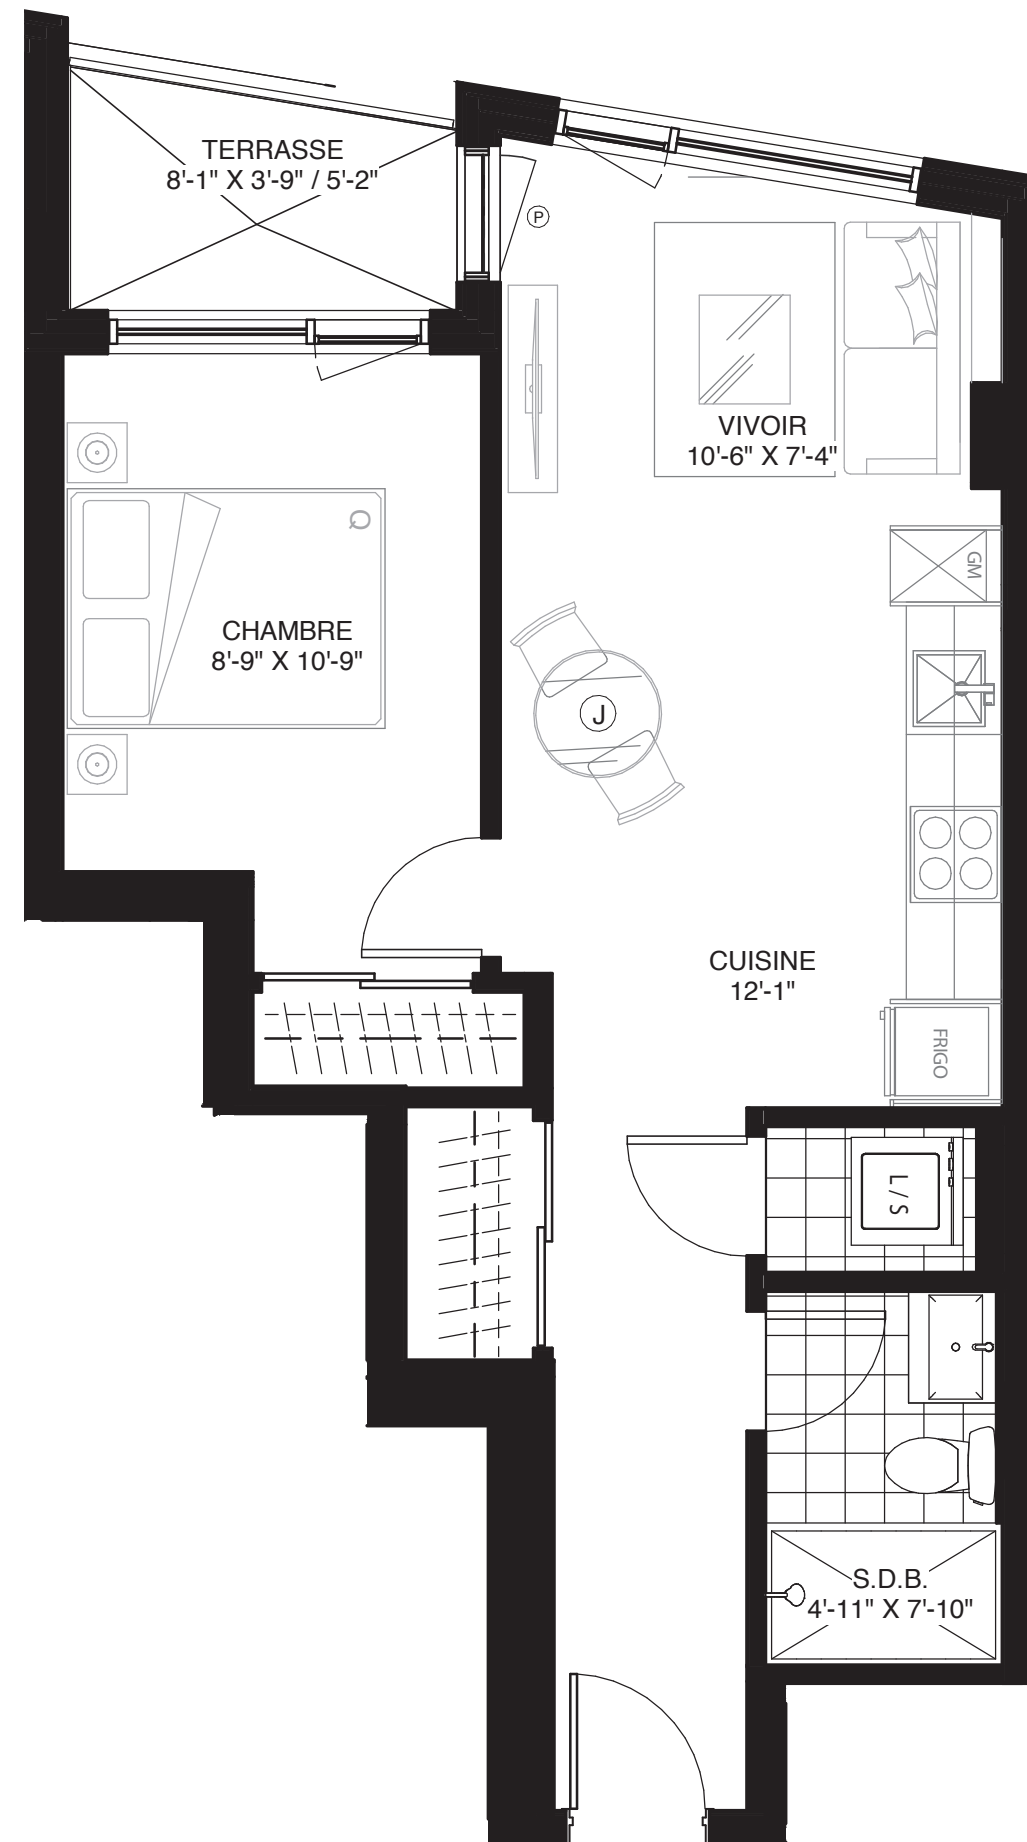 TERRASSE
8'-1" X 3'-9" / 5'-2"
P
VIVOIR
10'-6" X 7'-4"
Q
GM
CHAMBRE
8'-9" X 10'-9"
J
CUISINE
12'-1"
FRIGO
L/S
S.D.B.
4'-11" X 7'-10"